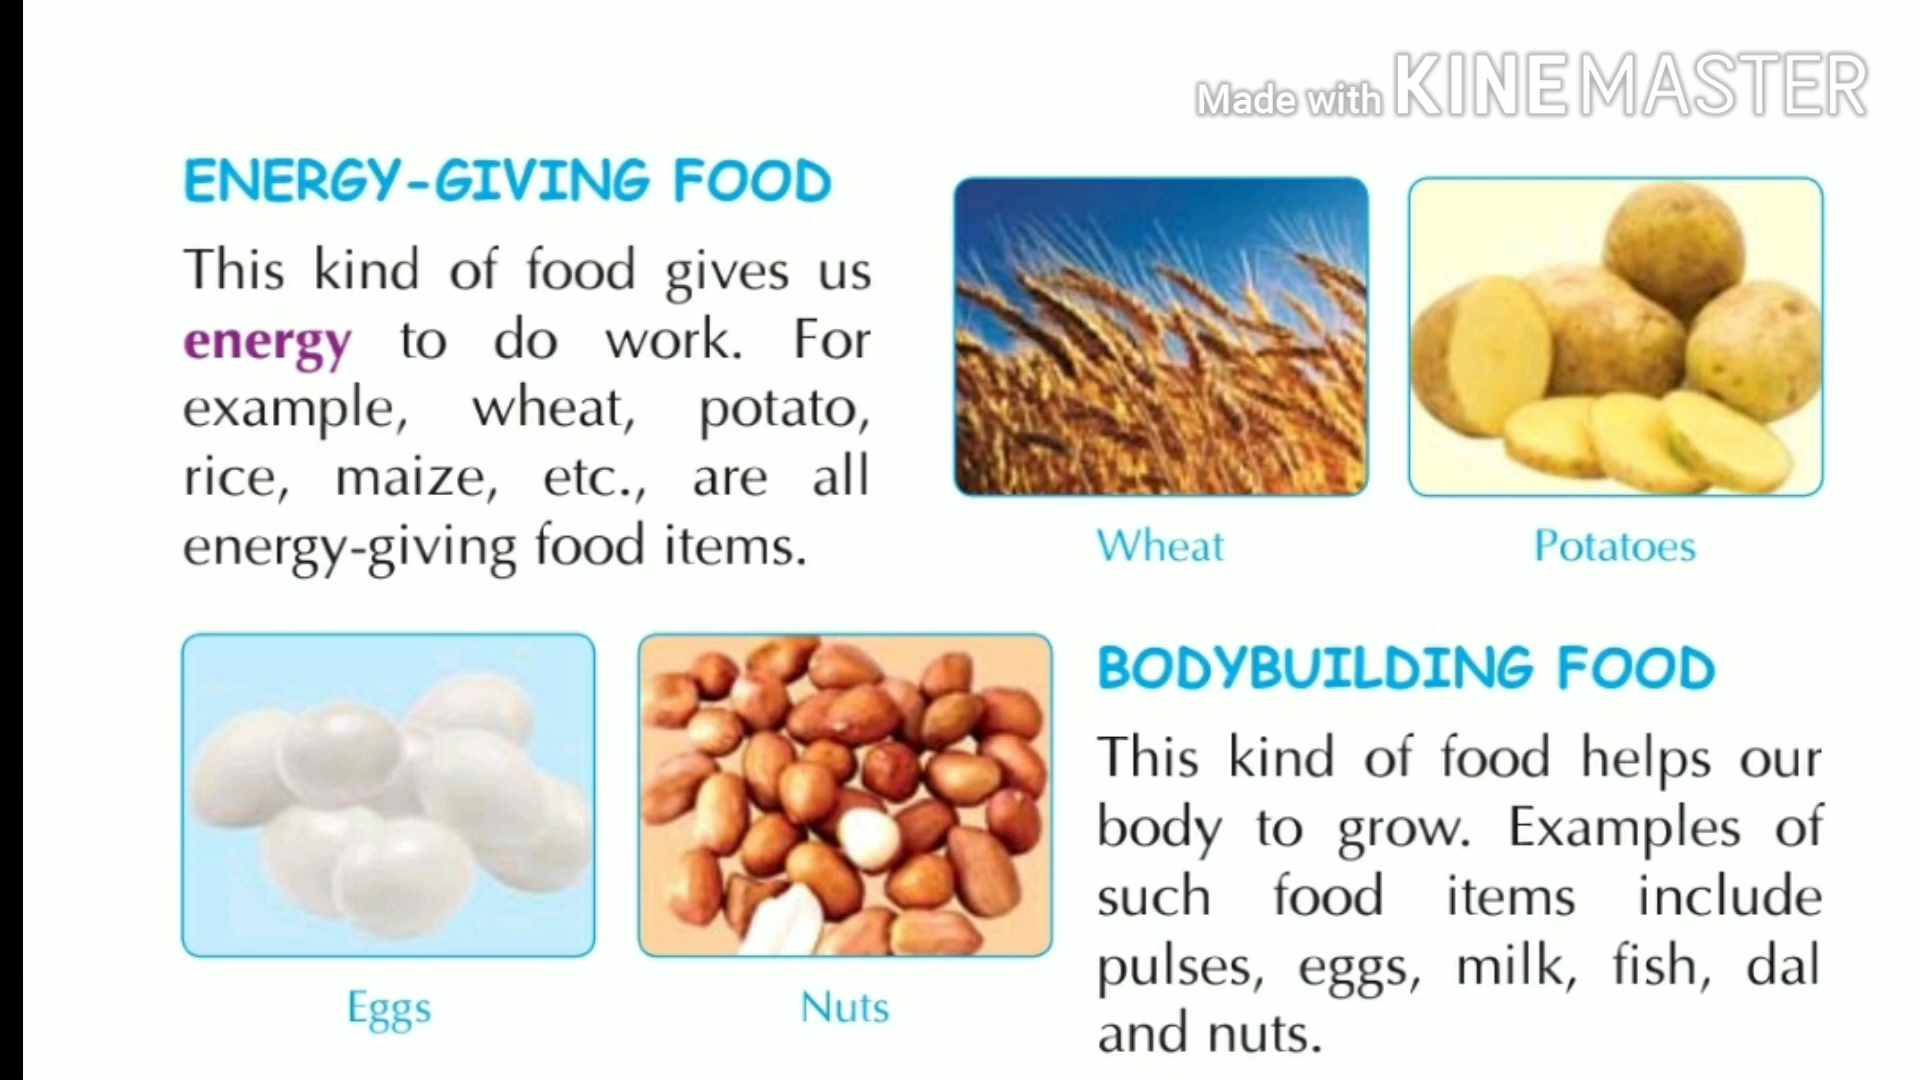 Made with KINEMASTER
ENERGY-GIVING FOOD
This kind of food gives us
energy to do work. For
example, wheat, potato,
rice, maize, etc., are all
energy-giving food items.
Wheat
Potatoes
Eggs
Nuts
BODYBUILDING FOOD
This kind of food helps our
body to grow. Examples of
such food items include
pulses, eggs, milk, fish, dal
and nuts.